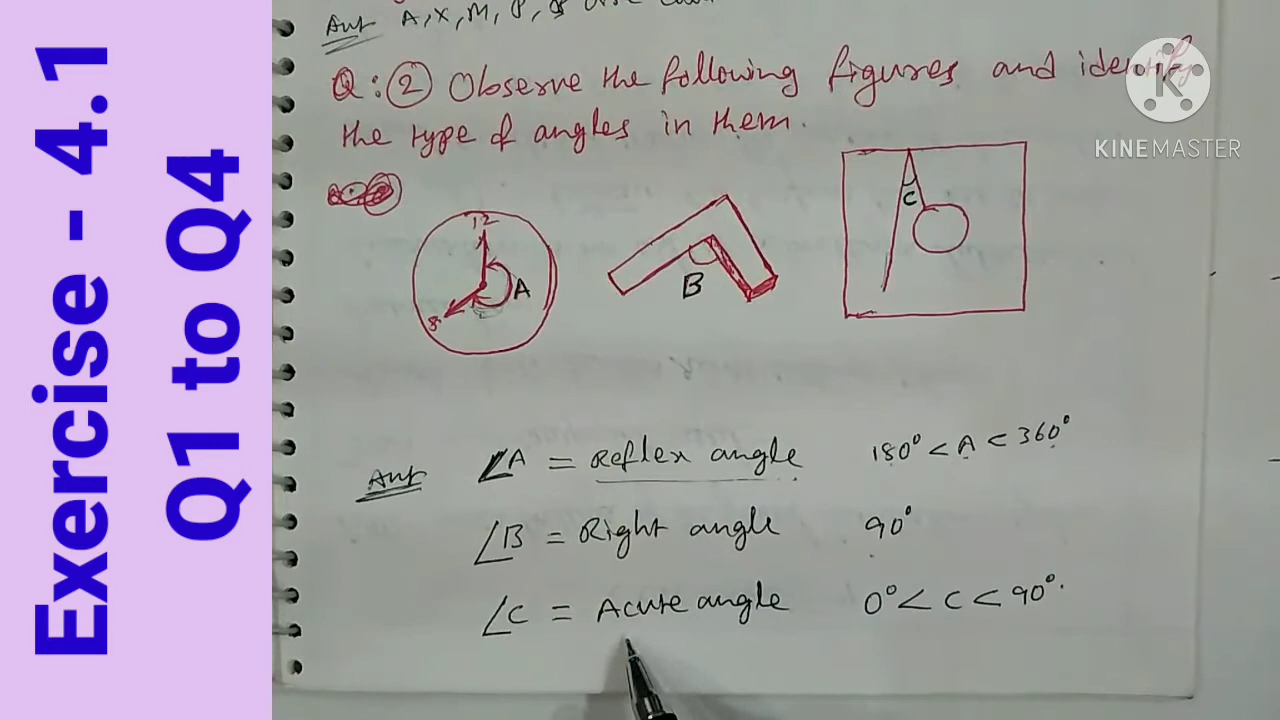 Exercise - 4.1
Q1 to Q4
Ans A, X, M, P, Q are
Q:② Observe the following figures and identify
the type of angles in them.
KINEMASTER
12
A
8
B
C
Ans ∠A = Reflex angle 180° < A < 360°
∠B = Right angle 90°
∠C = Acute angle 0° < C < 90°.